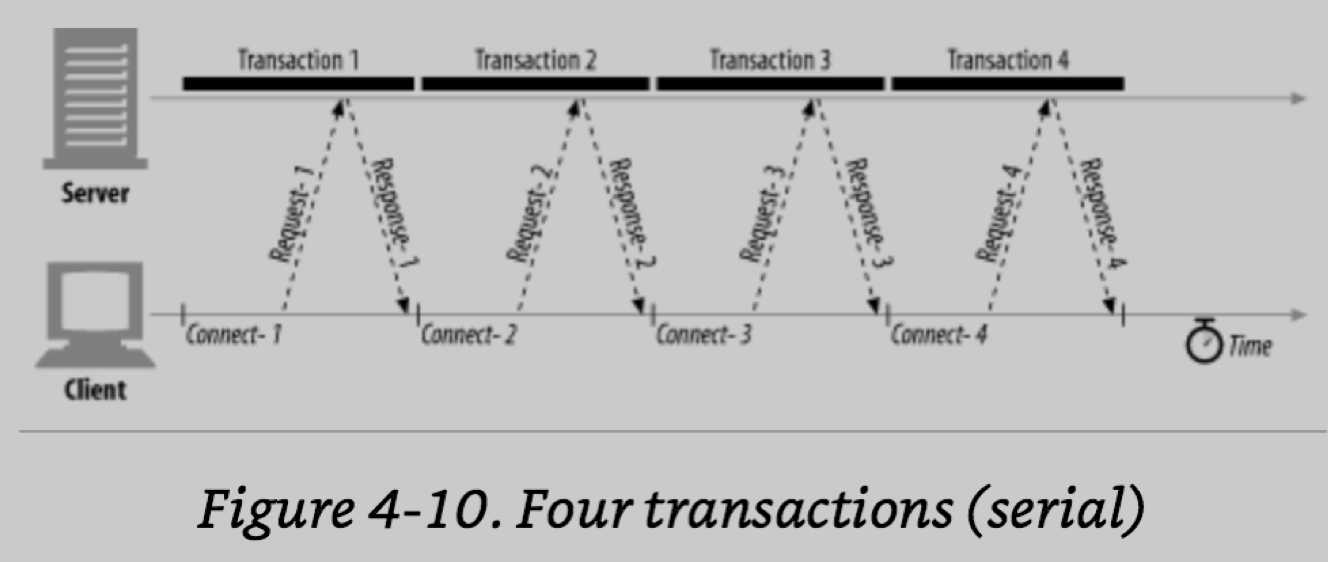 Transaction 1
Transaction 2
Transaction 3
Transaction 4
Request- 1
Response- 1
Request- 2
Response- 2
Request- 3
Response- 3
Request- 4
Response- 4
Server
Connect- 1
Connect- 2
Connect- 3
Connect- 4
Time
Client
Figure 4-10. Four transactions (serial)